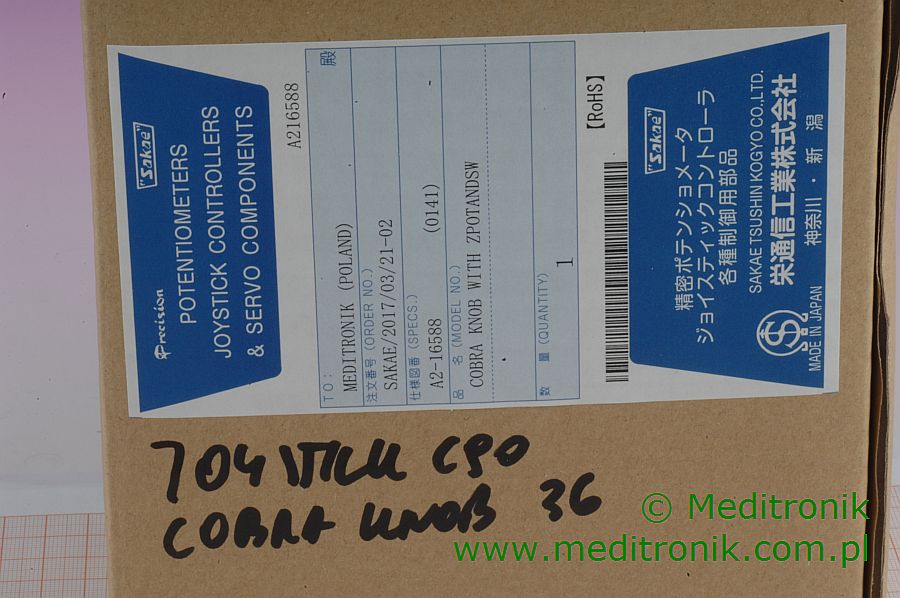 "Sakae"
Precision
POTENTIOMETERS
JOYSTICK CONTROLLERS
& SERVO COMPONENTS
A216588
TO: 殿
MEDITRONIK (POLAND)
注文番号 (ORDER NO.)
SAKAE/2017/03/21-02
仕様図番 (SPECS.)
A2-16588 (0141)
品 名 (MODEL NO.)
COBRA KNOB WITH ZPOTANDSW
数 量 (QUANTITY)
1
【RoHS】
"Sakae"
精密ポテンショメータ
ジョイスティックコントローラ
各種制御用部品
SAKAE TSUSHIN KOGYO CO.,LTD.
栄通信工業株式会社
MADE IN JAPAN 神奈川・新潟
JOYSTICK C90
COBRA KNOB 36
© Meditronik
www.meditronik.com.pl